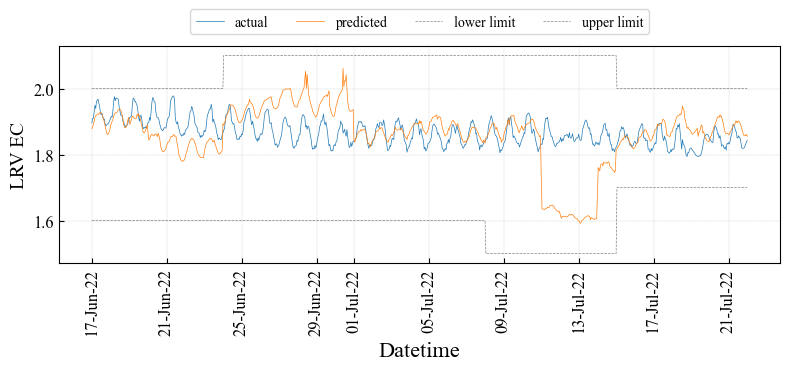 actual predicted lower limit upper limit
LRV EC
2.0
1.8
1.6
17-Jun-22 21-Jun-22 25-Jun-22 29-Jun-22 01-Jul-22 05-Jul-22 09-Jul-22 13-Jul-22 17-Jul-22 21-Jul-22
Datetime